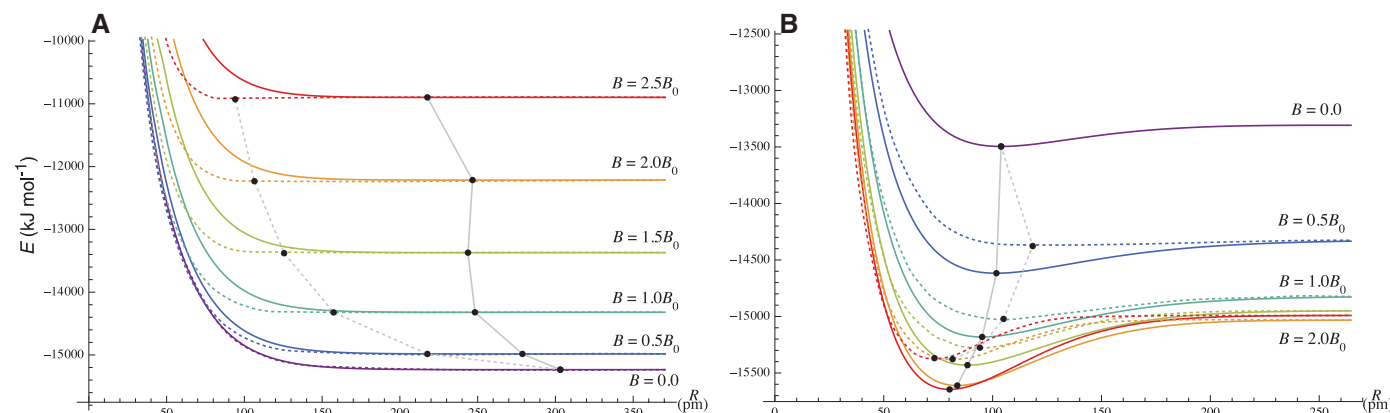 A
E (kJ mol⁻¹)
−10000
−11000
−12000
−13000
−14000
−15000
B = 2.5B₀
B = 2.0B₀
B = 1.5B₀
B = 1.0B₀
B = 0.5B₀
B = 0.0
0 50 100 150 200 250 300 350
R
(pm)
B
−12500
−13000
−13500
−14000
−14500
−15000
−15500
B = 0.0
B = 0.5B₀
B = 1.0B₀
B = 2.0B₀
0 50 100 150 200 250
R
(pm)